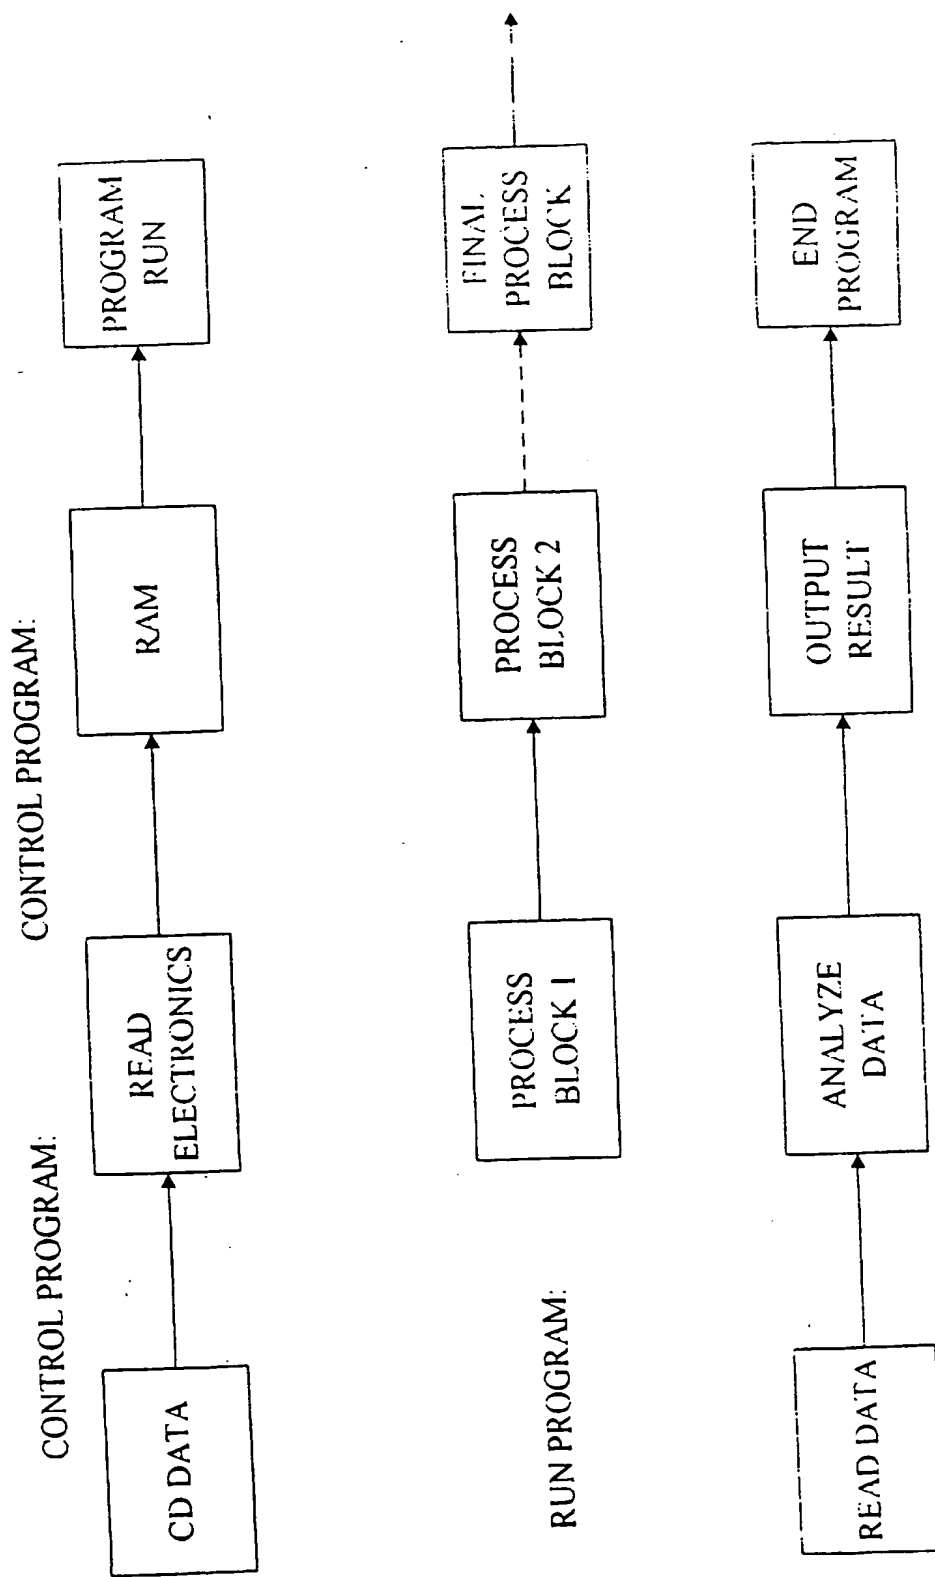 CONTROL PROGRAM:
CONTROL PROGRAM:
CD DATA
READ
ELECTRONICS
RAM
PROGRAM
RUN
RUN PROGRAM:
PROCESS
BLOCK 1
PROCESS
BLOCK 2
FINAL
PROCESS
BLOCK
READ DATA
ANALYZE
DATA
OUTPUT
RESULT
END
PROGRAM